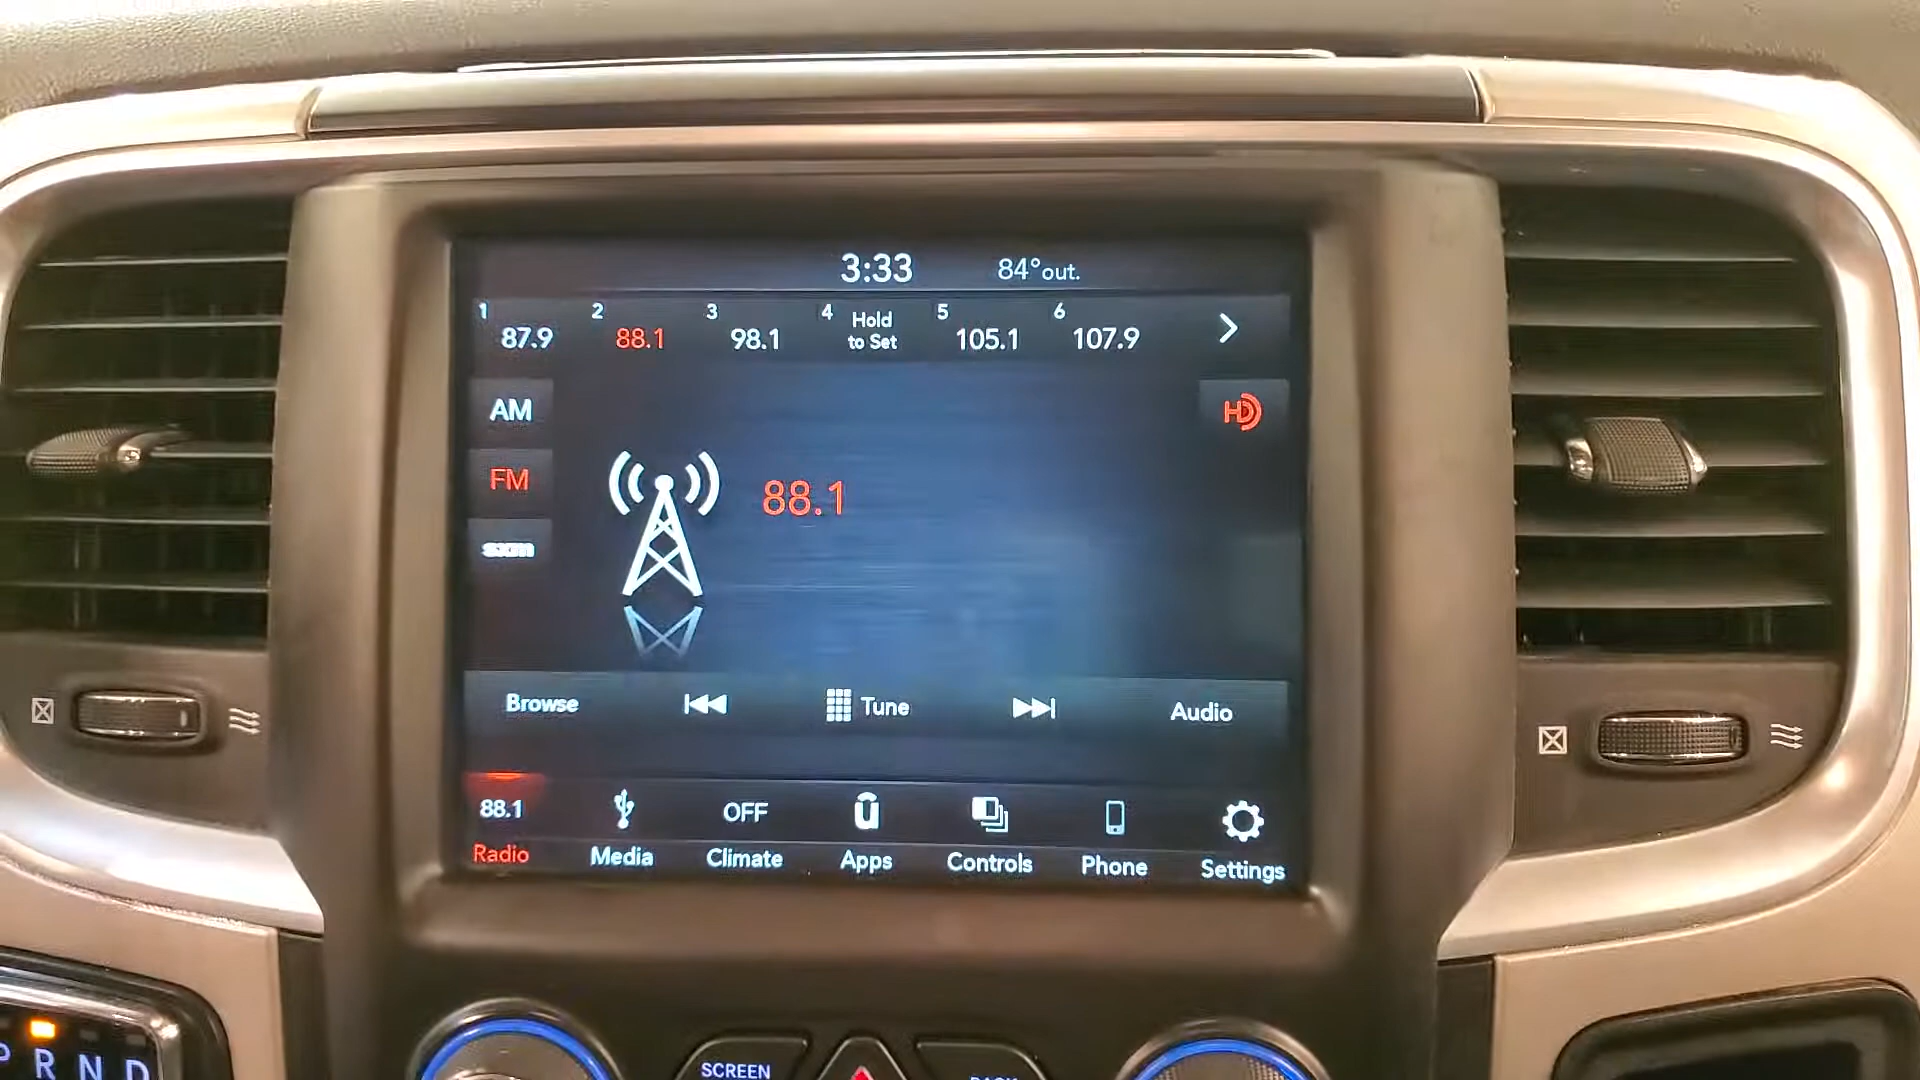 3:33 84°out.
1 2 3 4 5 6
87.9 88.1 98.1 Hold to Set 105.1 107.9
AM HD
FM 88.1
sxm
Browse Tune Audio
88.1 OFF
Radio Media Climate Apps Controls Phone Settings
P R N D
SCREEN